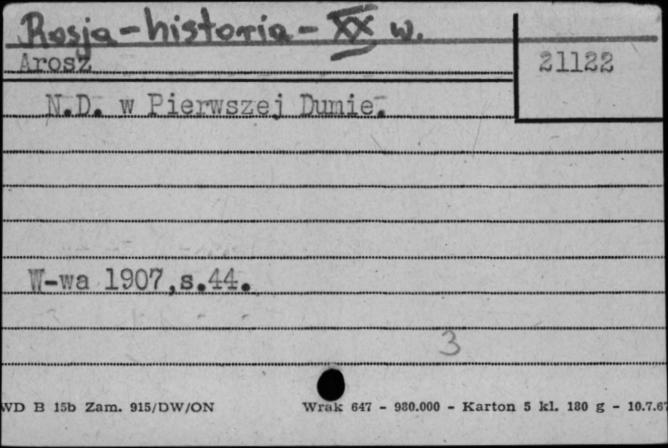 Rosja - historia - XX w.
Arosz
21122
N.D. w Pierwszej Dumie.
W-wa 1907,s.44.
3
WD B 15b Zam. 915/DW/ON
Wrak 647 - 980.000 - Karton 5 kl. 180 g - 10.7.67